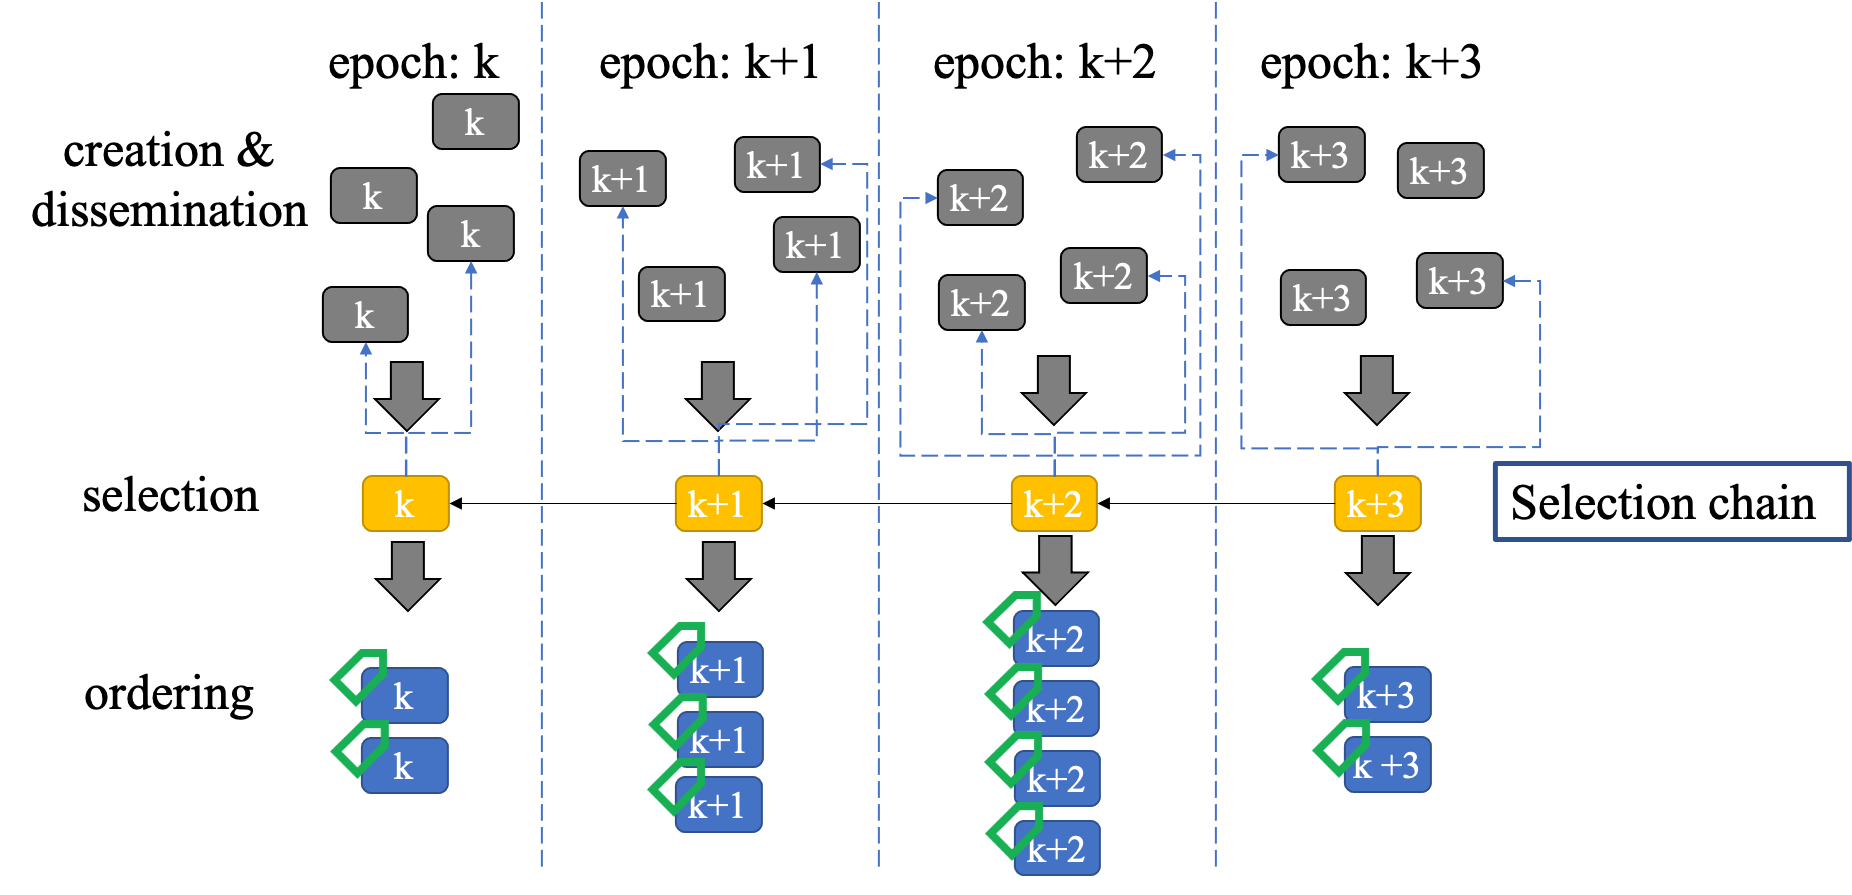 epoch: k
epoch: k+1
epoch: k+2
epoch: k+3
creation &
dissemination
k
k
k
k
k+1
k+1
k+1
k+1
k+2
k+2
k+2
k+2
k+3
k+3
k+3
k+3
selection
k
k+1
k+2
k+3
Selection chain
ordering
k
k
k+1
k+1
k+1
k+2
k+2
k+2
k+2
k+3
k +3